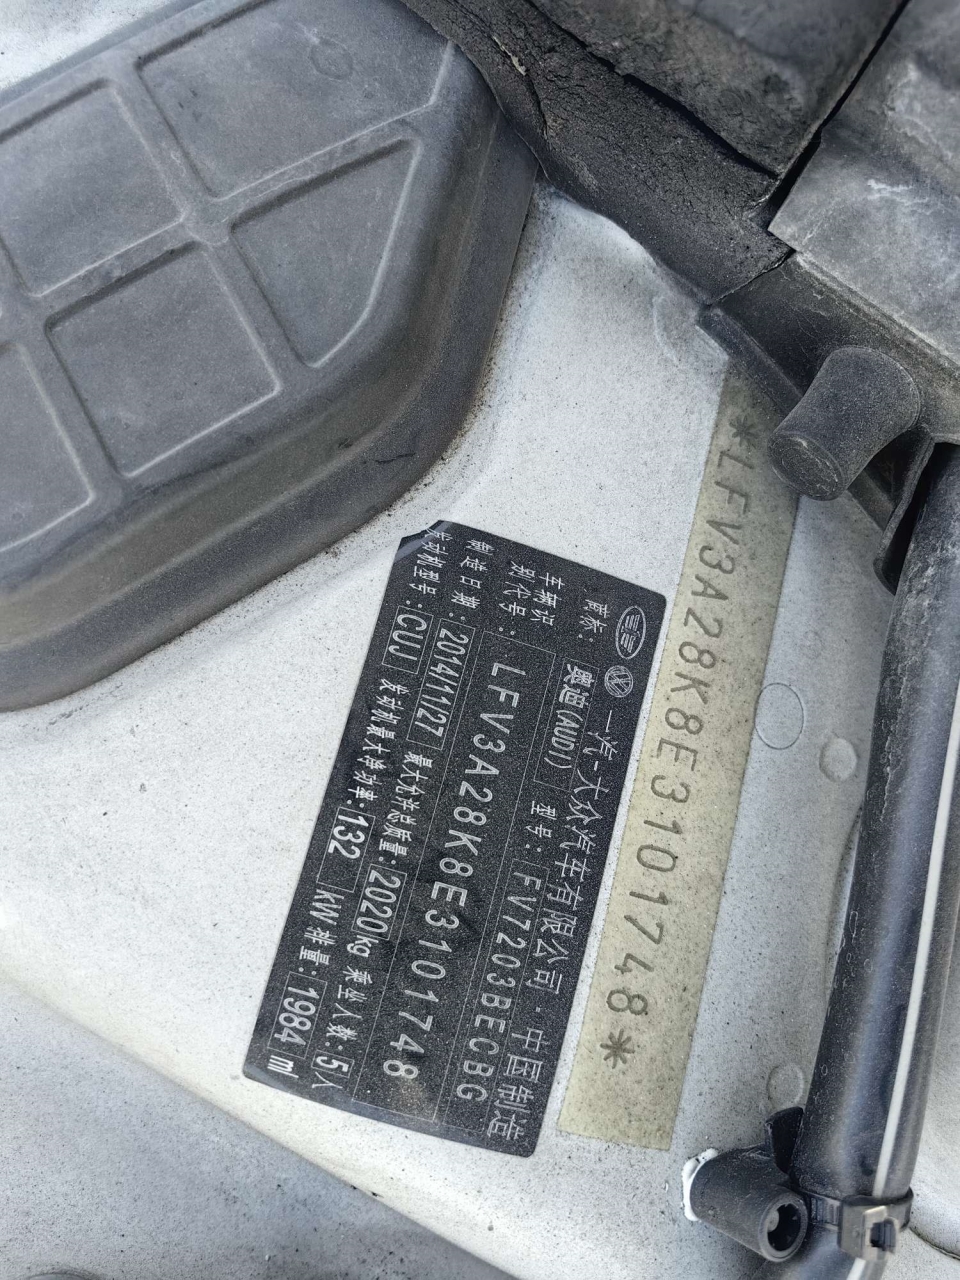 *LFV3A28K8E3101748*
一汽-大众汽车有限公司·中国制造
商标: 奥迪(AUDI) 型号: FV7203BECBG
车辆识别代号: LFV3A28K8E3101748
制造日期: 2014/11/27 最大允许总质量: 2020kg 乘坐人数: 5人
发动机型号: CUJ 发动机最大净功率: 132 kW 排量: 1984 ml